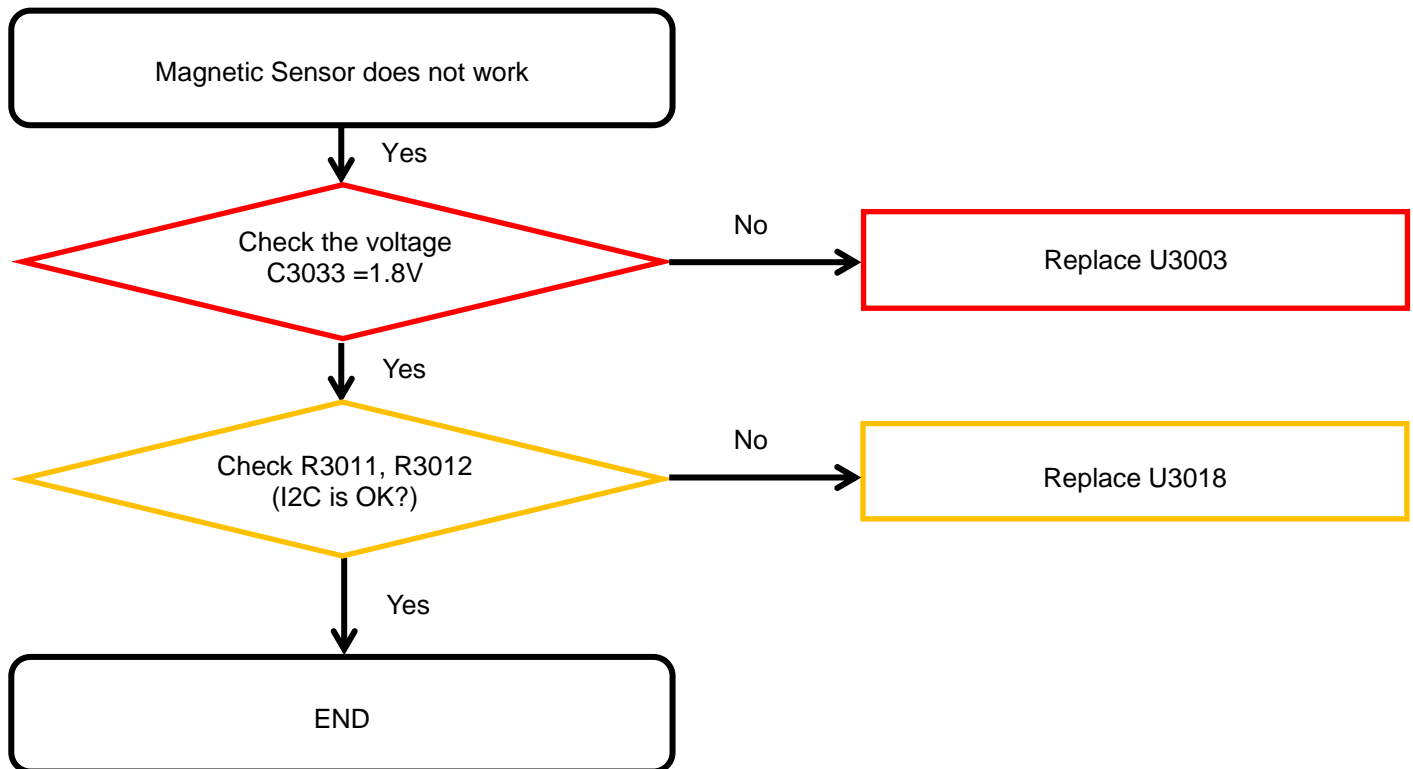 Magnetic Sensor does not work
Yes
Check the voltage
C3033 =1.8V
No
Replace U3003
Yes
Check R3011, R3012
(I2C is OK?)
No
Replace U3018
Yes
END